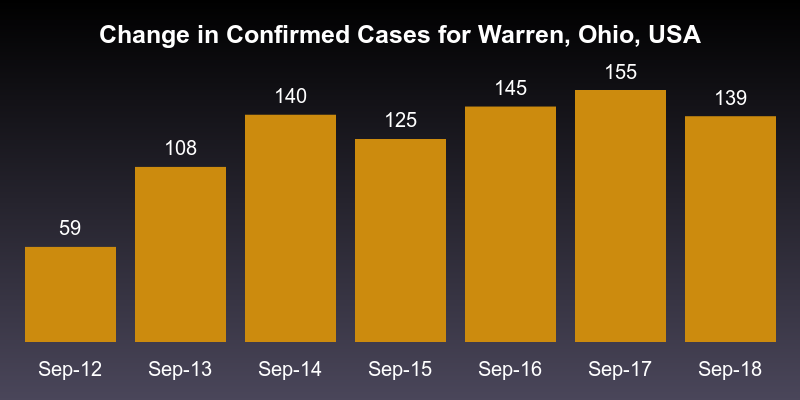 Change in Confirmed Cases for Warren, Ohio, USA
59
108
140
125
145
155
139
Sep-12
Sep-13
Sep-14
Sep-15
Sep-16
Sep-17
Sep-18